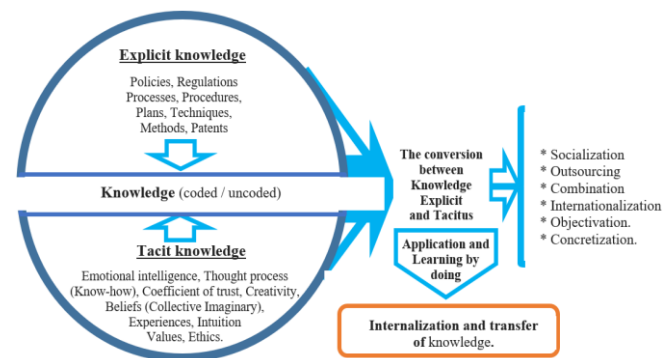 Explicit knowledge
Policies, Regulations
Processes, Procedures,
Plans, Techniques,
Methods, Patents
Knowledge (coded / uncoded)
Tacit knowledge
Emotional intelligence, Thought process
(Know-how), Coefficient of trust, Creativity,
Beliefs (Collective Imaginary),
Experiences, Intuition
Values, Ethics.
The conversion
between
Knowledge
Explicit
and Tacitus
Application and
Learning by
doing
Internalization and transfer
of knowledge.
* Socialization
* Outsourcing
* Combination
* Internationalization
* Objectivation.
* Concretization.